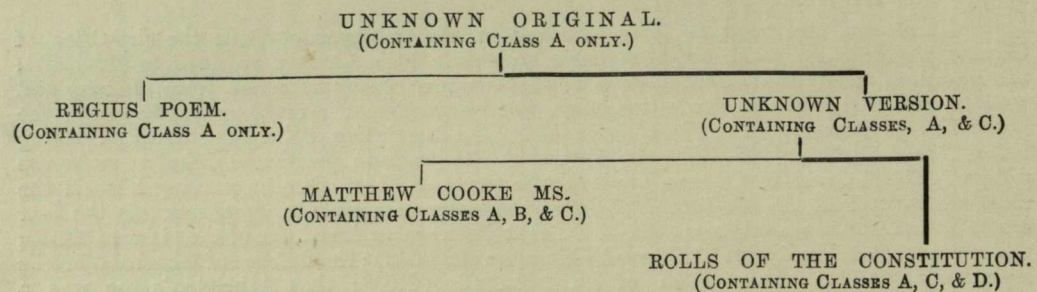 UNKNOWN ORIGINAL.
(CONTAINING CLASS A ONLY.)
REGIUS POEM.
(CONTAINING CLASS A ONLY.)
UNKNOWN VERSION.
(CONTAINING CLASSES, A, & C.)
MATTHEW COOKE MS.
(CONTAINING CLASSES A, B, & C.)
ROLLS OF THE CONSTITUTION.
(CONTAINING CLASSES A, C, & D.)